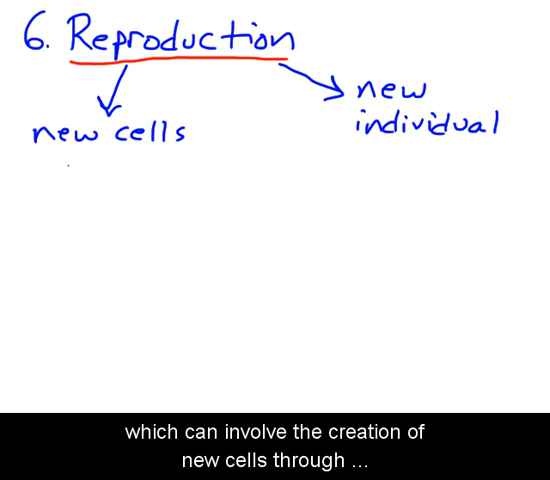 6. Reproduction
new cells
new
individual
which can involve the creation of
new cells through ...